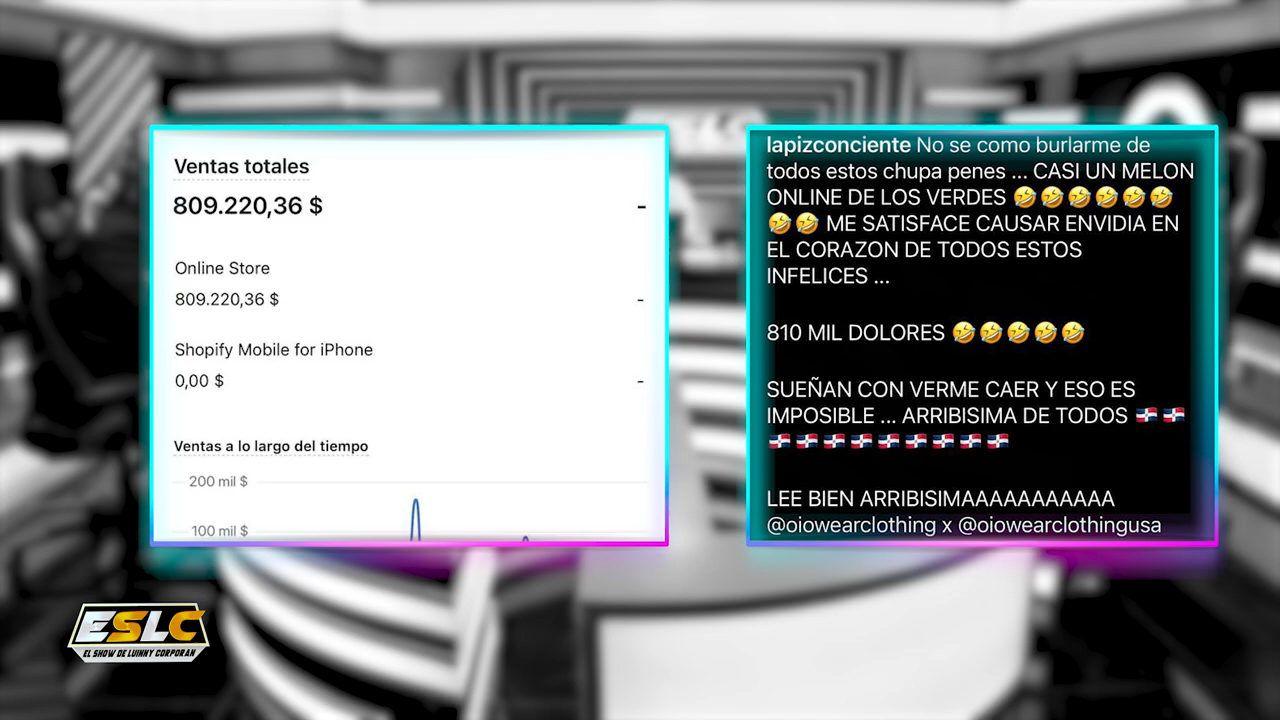 Ventas totales
809.220,36 $ -
Online Store
809.220,36 $ -
Shopify Mobile for iPhone
0,00 $ -
Ventas a lo largo del tiempo
200 mil $
100 mil $
lapizconciente No se como burlarme de
todos estos chupa penes ... CASI UN MELON
ONLINE DE LOS VERDES 🤣🤣🤣🤣🤣🤣
🤣🤣 ME SATISFACE CAUSAR ENVIDIA EN
EL CORAZON DE TODOS ESTOS
INFELICES ...
810 MIL DOLORES 🤣🤣🤣🤣🤣
SUEÑAN CON VERME CAER Y ESO ES
IMPOSIBLE ... ARRIBISIMA DE TODOS 🇩🇴🇩🇴
🇩🇴🇩🇴🇩🇴🇩🇴🇩🇴🇩🇴🇩🇴🇩🇴🇩🇴
LEE BIEN ARRIBISIMAAAAAAAAAAA
@oiowearclothing x @oiowearclothingusa
ESLC
EL SHOW DE LUINNY CORPORAN